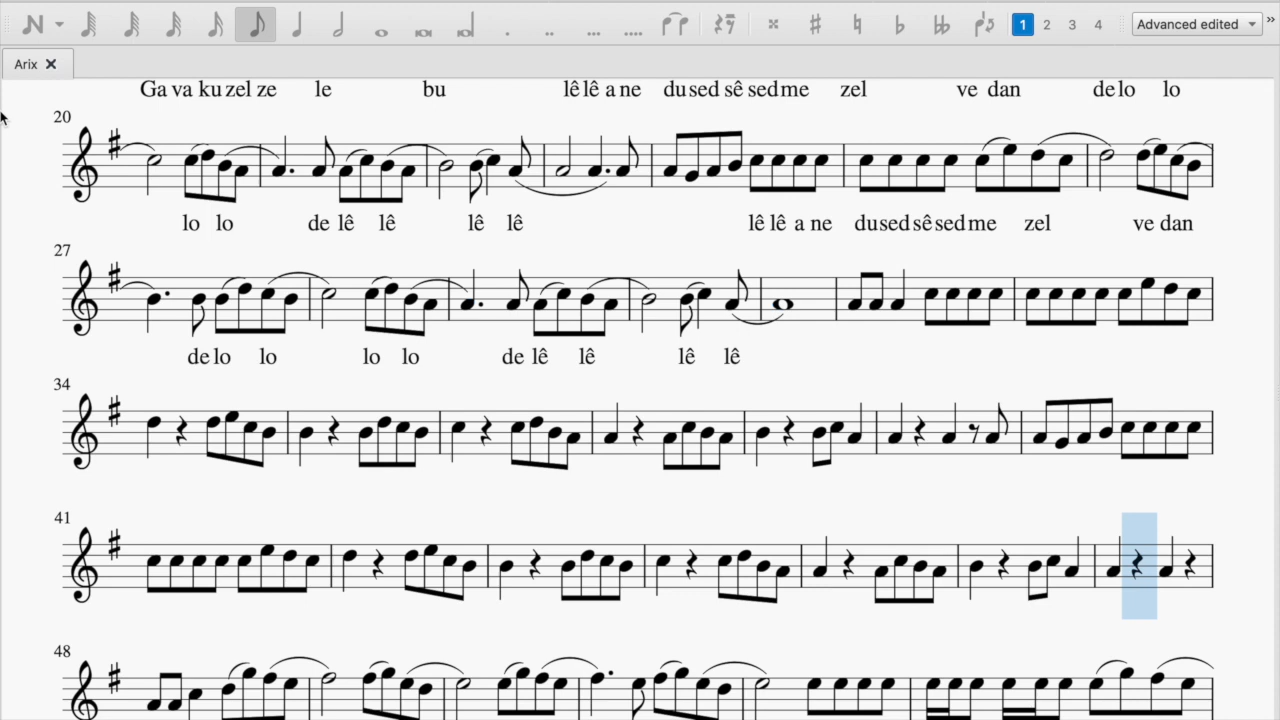 1 2 3 4 Advanced edited »
Arix
Ga va ku zel ze le bu lê lê a ne du sed sê sed me zel ve dan de lo lo
20
lo lo de lê lê lê lê lê lê a ne du sed sê sed me zel ve dan
27
de lo lo lo lo de lê lê lê lê
34
41
48